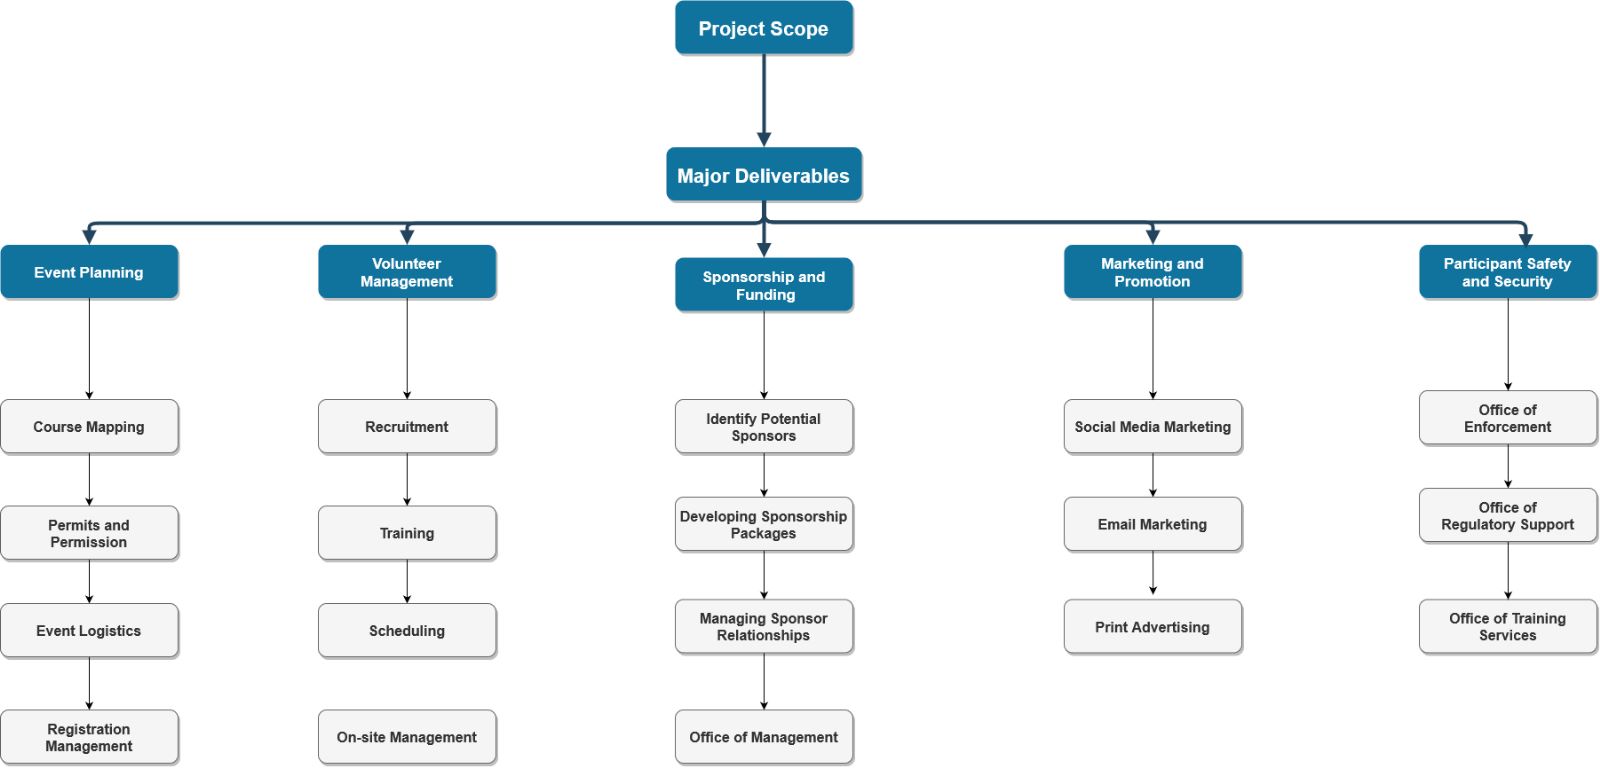 Project Scope
Major Deliverables
Event Planning
Volunteer
Management
Sponsorship and
Funding
Marketing and
Promotion
Participant Safety
and Security
Course Mapping
Recruitment
Identify Potential
Sponsors
Social Media Marketing
Office of
Enforcement
Permits and
Permission
Training
Developing Sponsorship
Packages
Email Marketing
Office of
Regulatory Support
Event Logistics
Scheduling
Managing Sponsor
Relationships
Print Advertising
Office of Training
Services
Registration
Management
On-site Management
Office of Management